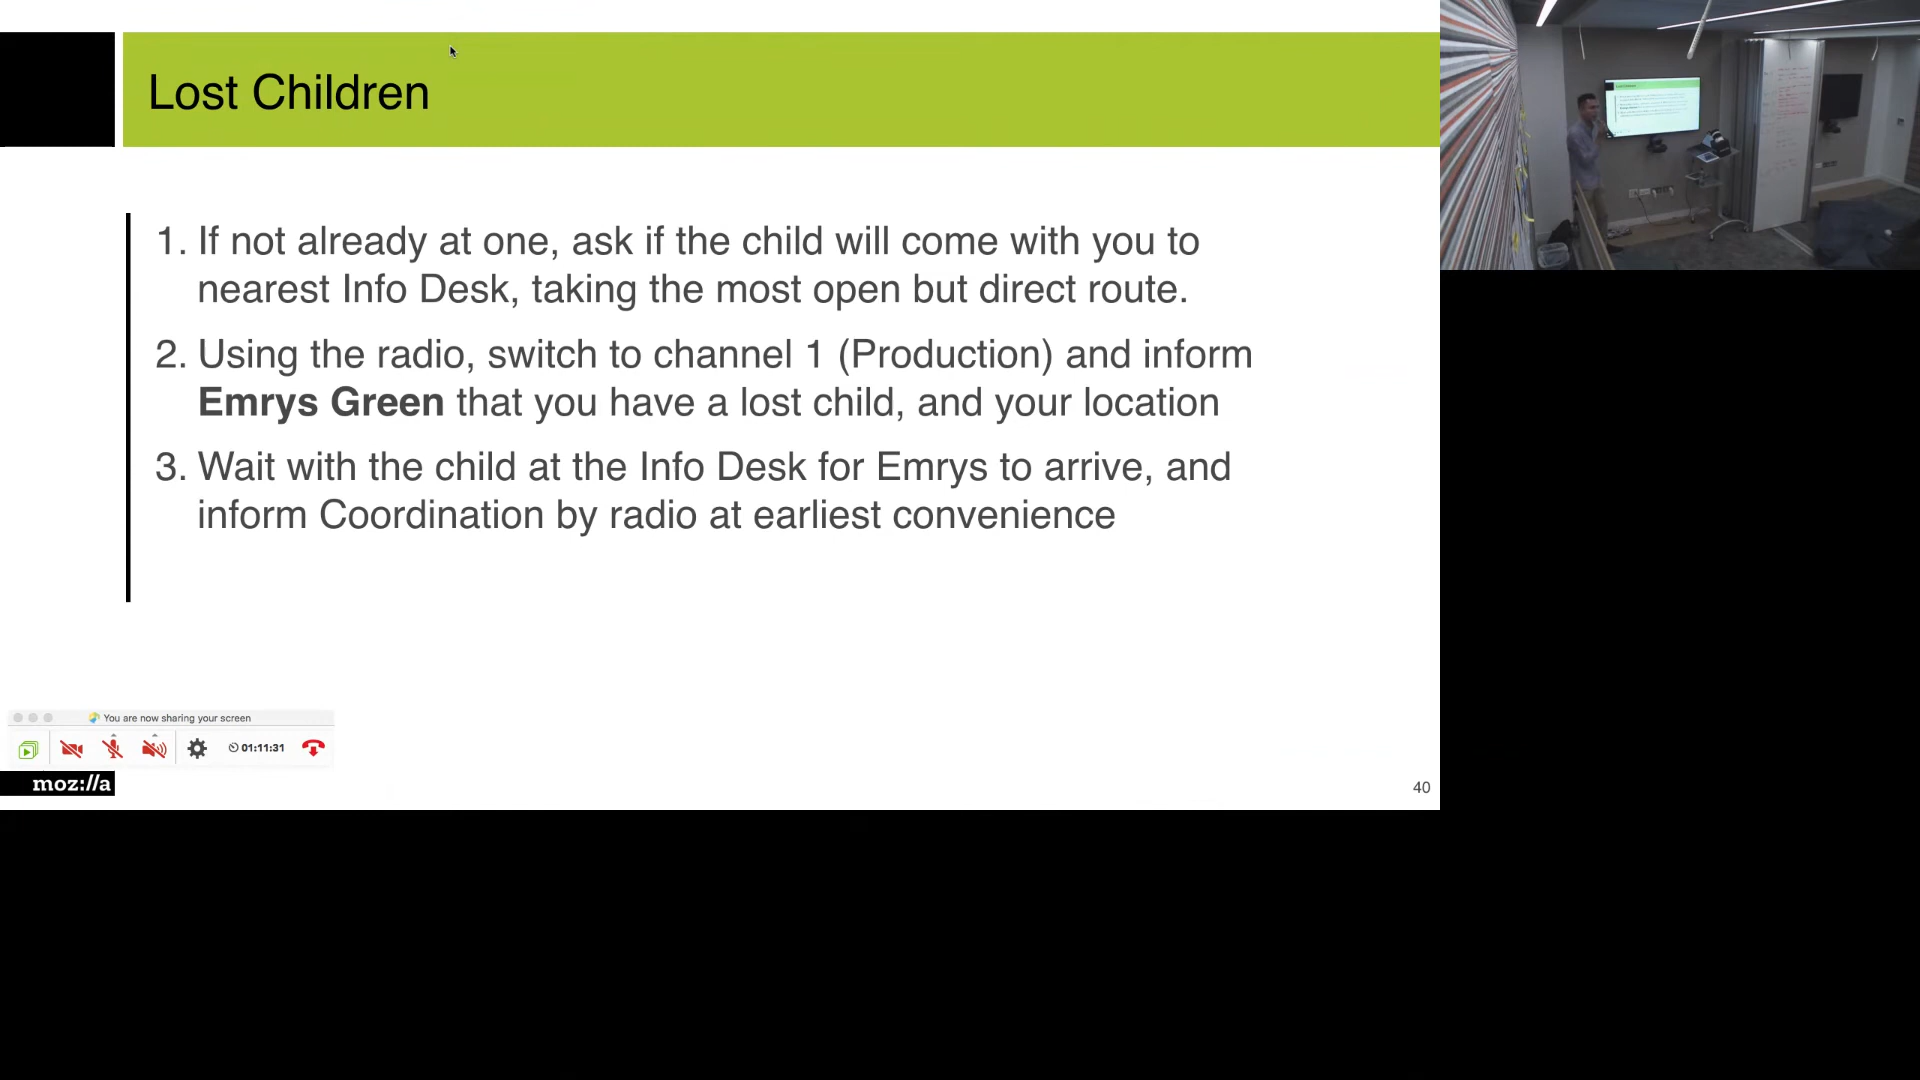 Lost Children
1. If not already at one, ask if the child will come with you to
nearest Info Desk, taking the most open but direct route.
2. Using the radio, switch to channel 1 (Production) and inform
Emrys Green that you have a lost child, and your location
3. Wait with the child at the Info Desk for Emrys to arrive, and
inform Coordination by radio at earliest convenience
You are now sharing your screen
01:11:31
moz://a
40